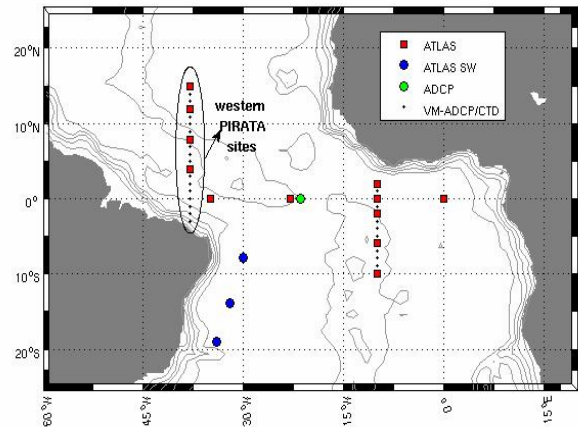 20°N
10°N
0°
10°S
20°S
ATLAS
ATLAS SW
ADCP
VM-ADCP/CTD
western
PIRATA
sites
60°W
45°W
30°W
15°W
0°
15°E